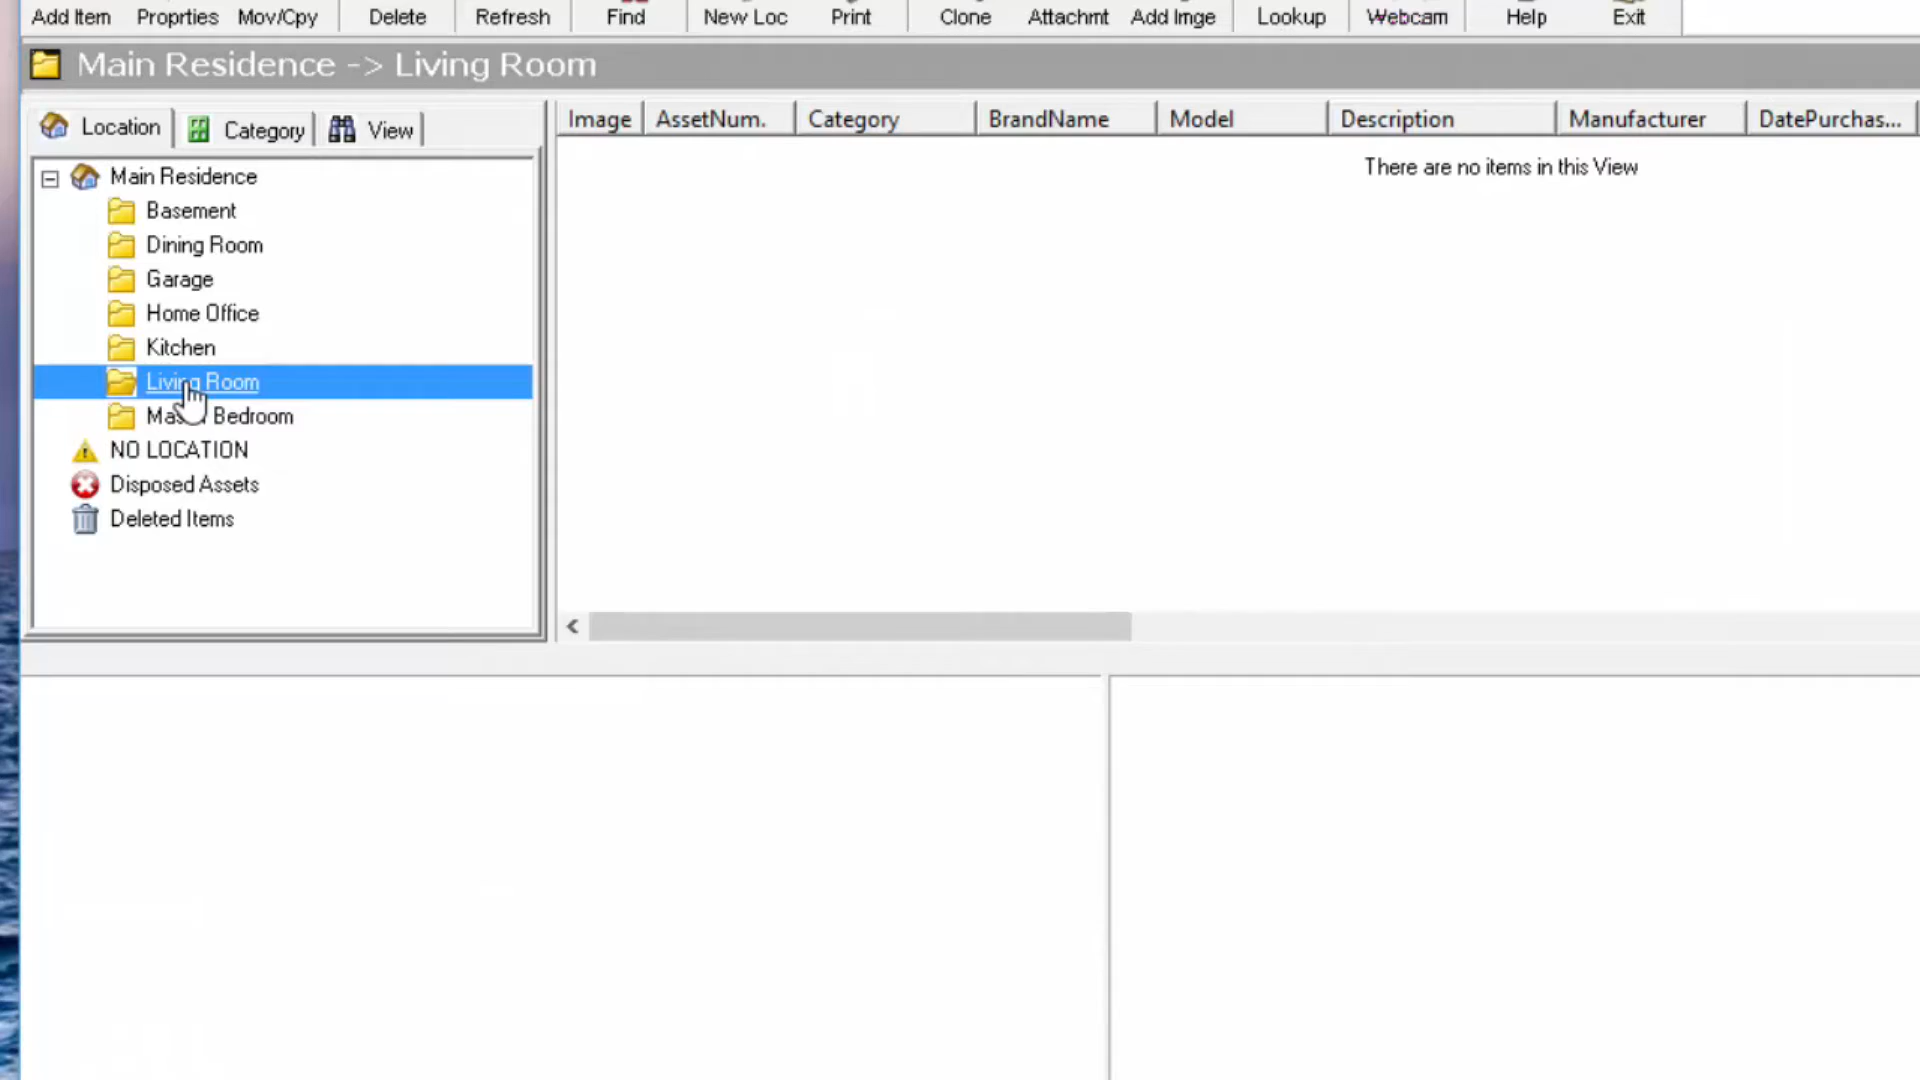 Add Item Proprties Mov/Cpy Delete Refresh Find New Loc Print Clone Attachmt Add Imge Lookup Webcam Help Exit
Main Residence -> Living Room
Location Category View
Image AssetNum. Category BrandName Model Description Manufacturer DatePurchas...
There are no items in this View
Main Residence
Basement
Dining Room
Garage
Home Office
Kitchen
Living Room
Bedroom
NO LOCATION
Disposed Assets
Deleted Items